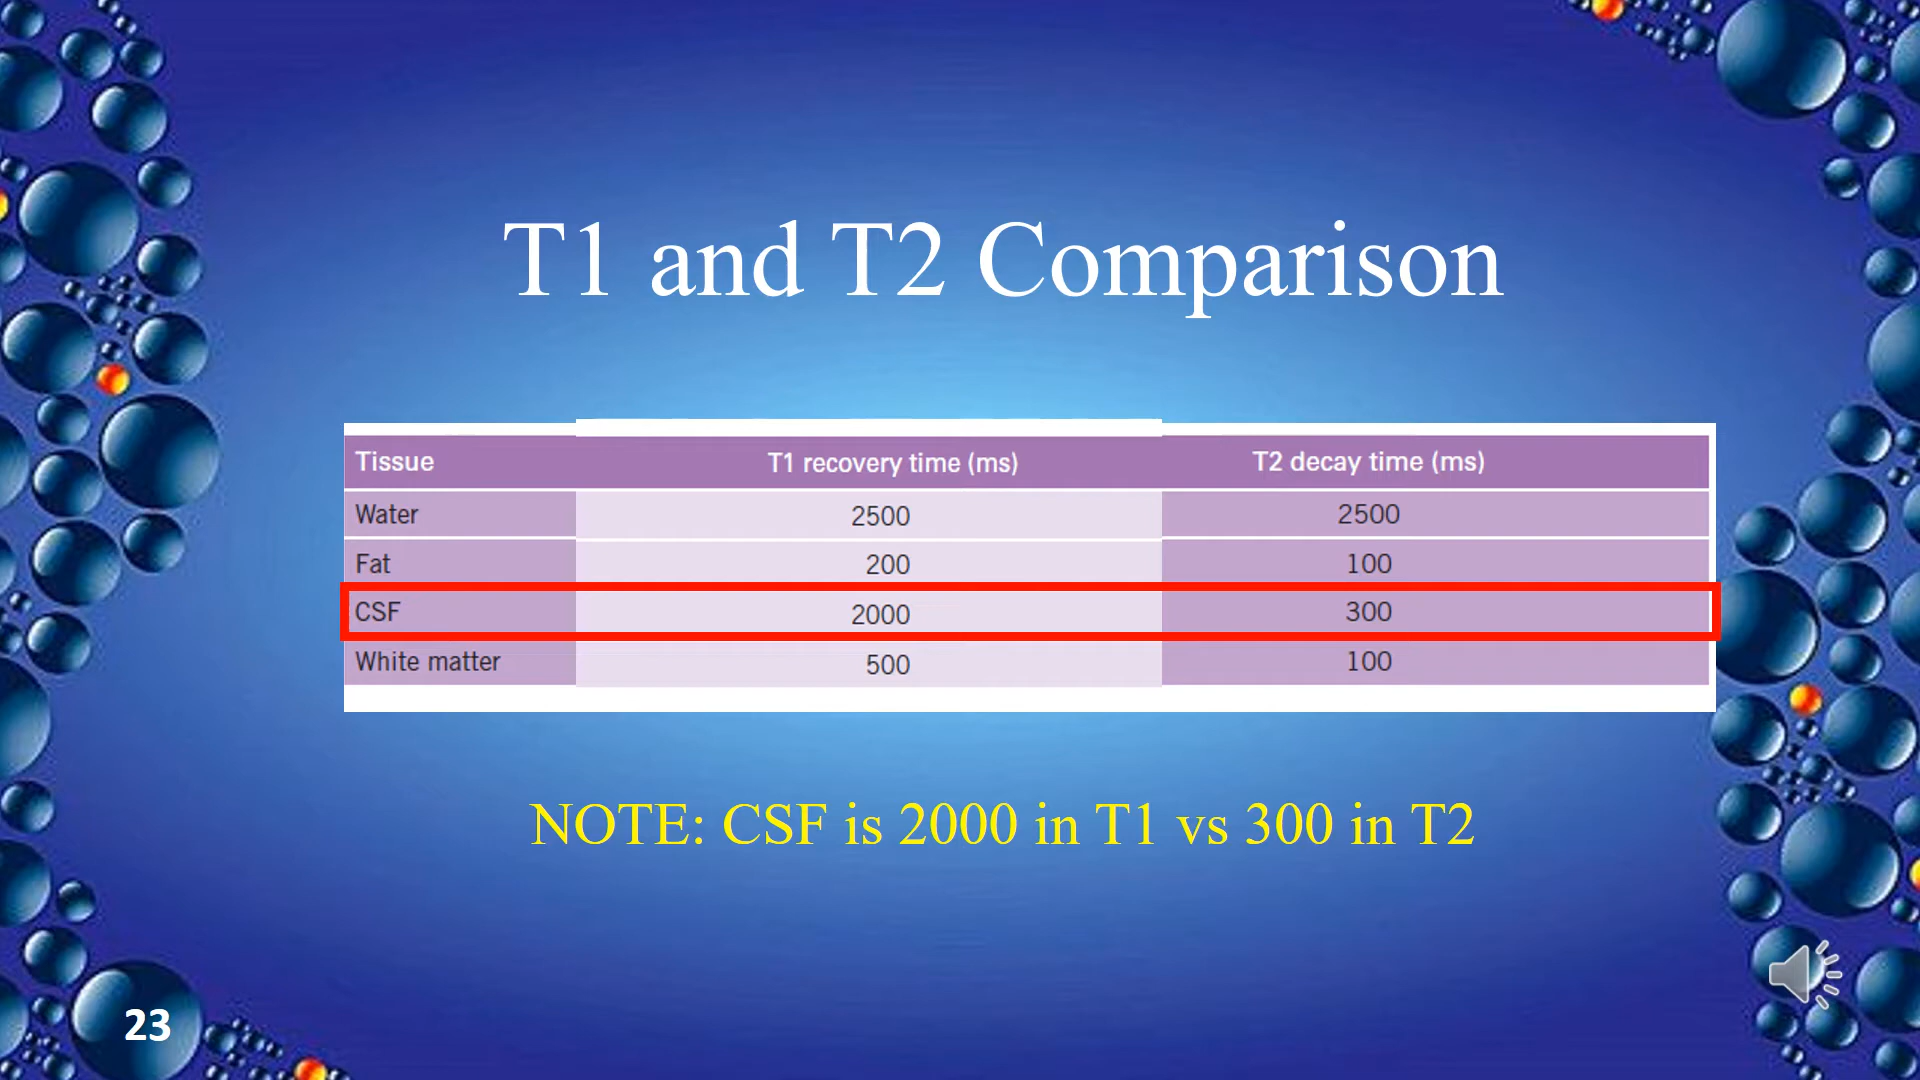 T1 and T2 Comparison
Tissue T1 recovery time (ms) T2 decay time (ms)
Water 2500 2500
Fat 200 100
CSF 2000 300
White matter 500 100
NOTE: CSF is 2000 in T1 vs 300 in T2
23